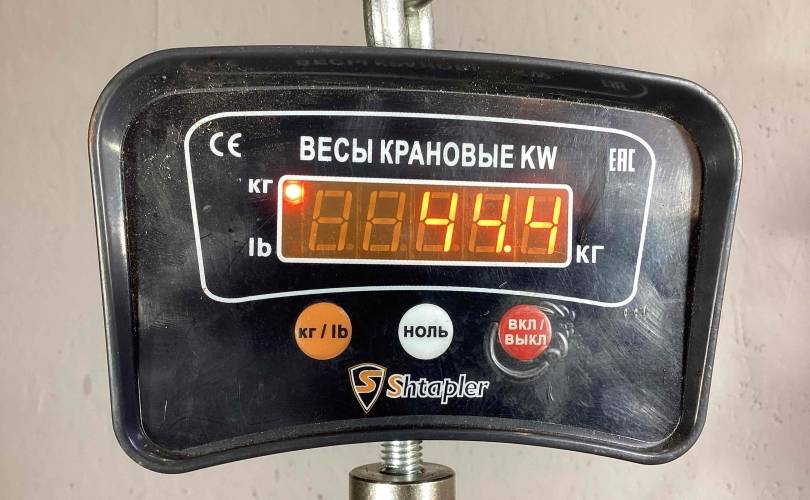 CE ВЕСЫ КРАНОВЫЕ KW EAC
кг
44.4
lb кг
кг / lb НОЛЬ ВКЛ / ВЫКЛ
S Shtapler